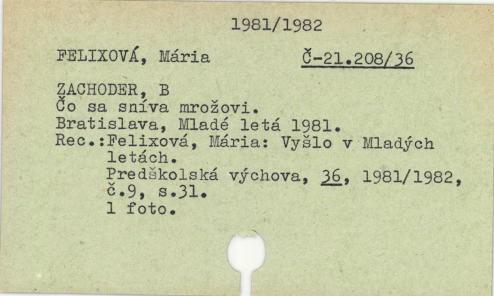 1981/1982
FELIXOVÁ, Mária Č-21.208/36
ZACHODER, B
Čo sa sníva mrožovi.
Bratislava, Mladé letá 1981.
Rec.:Felixová, Mária: Vyšlo v Mladých
letách.
Predškolská výchova, 36, 1981/1982,
č.9, s.31.
1 foto.